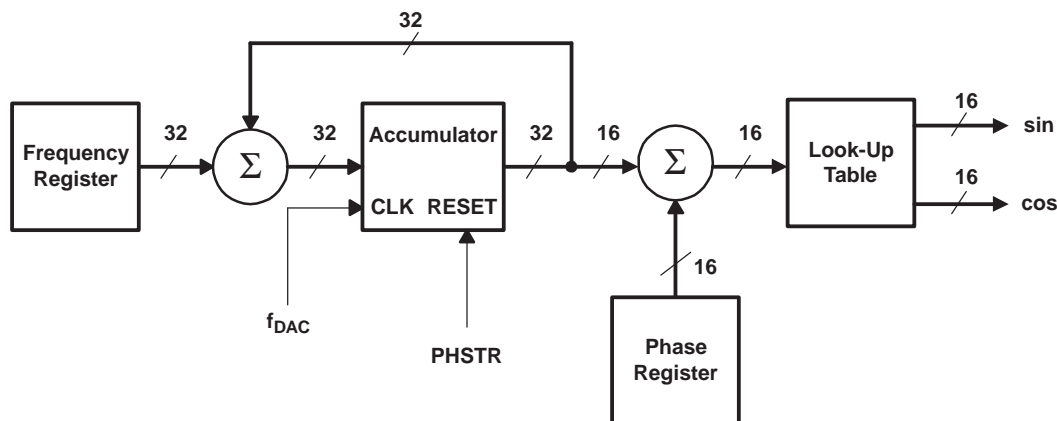 32
Frequency
Register
32
Σ
32
Accumulator
CLK RESET
32
16
Σ
16
Look-Up
Table
16
sin
16
cos
16
f_DAC
PHSTR
Phase
Register